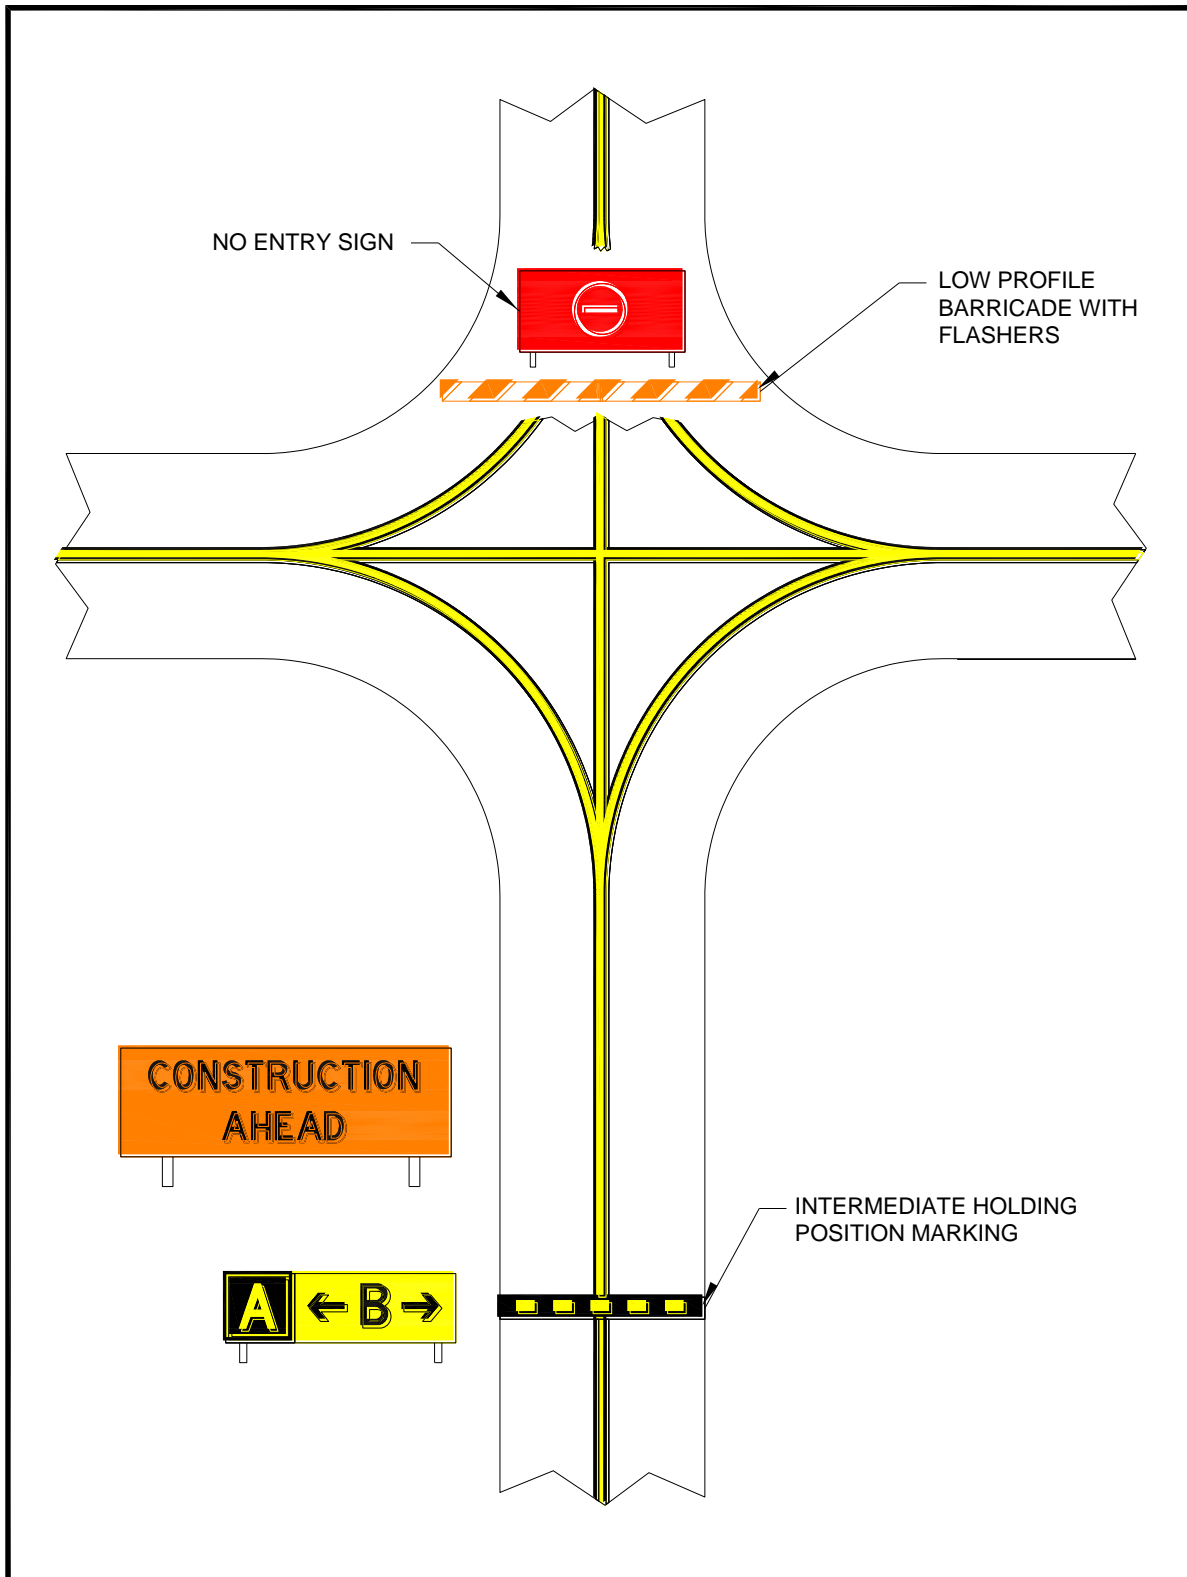 NO ENTRY SIGN
LOW PROFILE
BARRICADE WITH
FLASHERS
CONSTRUCTION
AHEAD
INTERMEDIATE HOLDING
POSITION MARKING
A ← B →